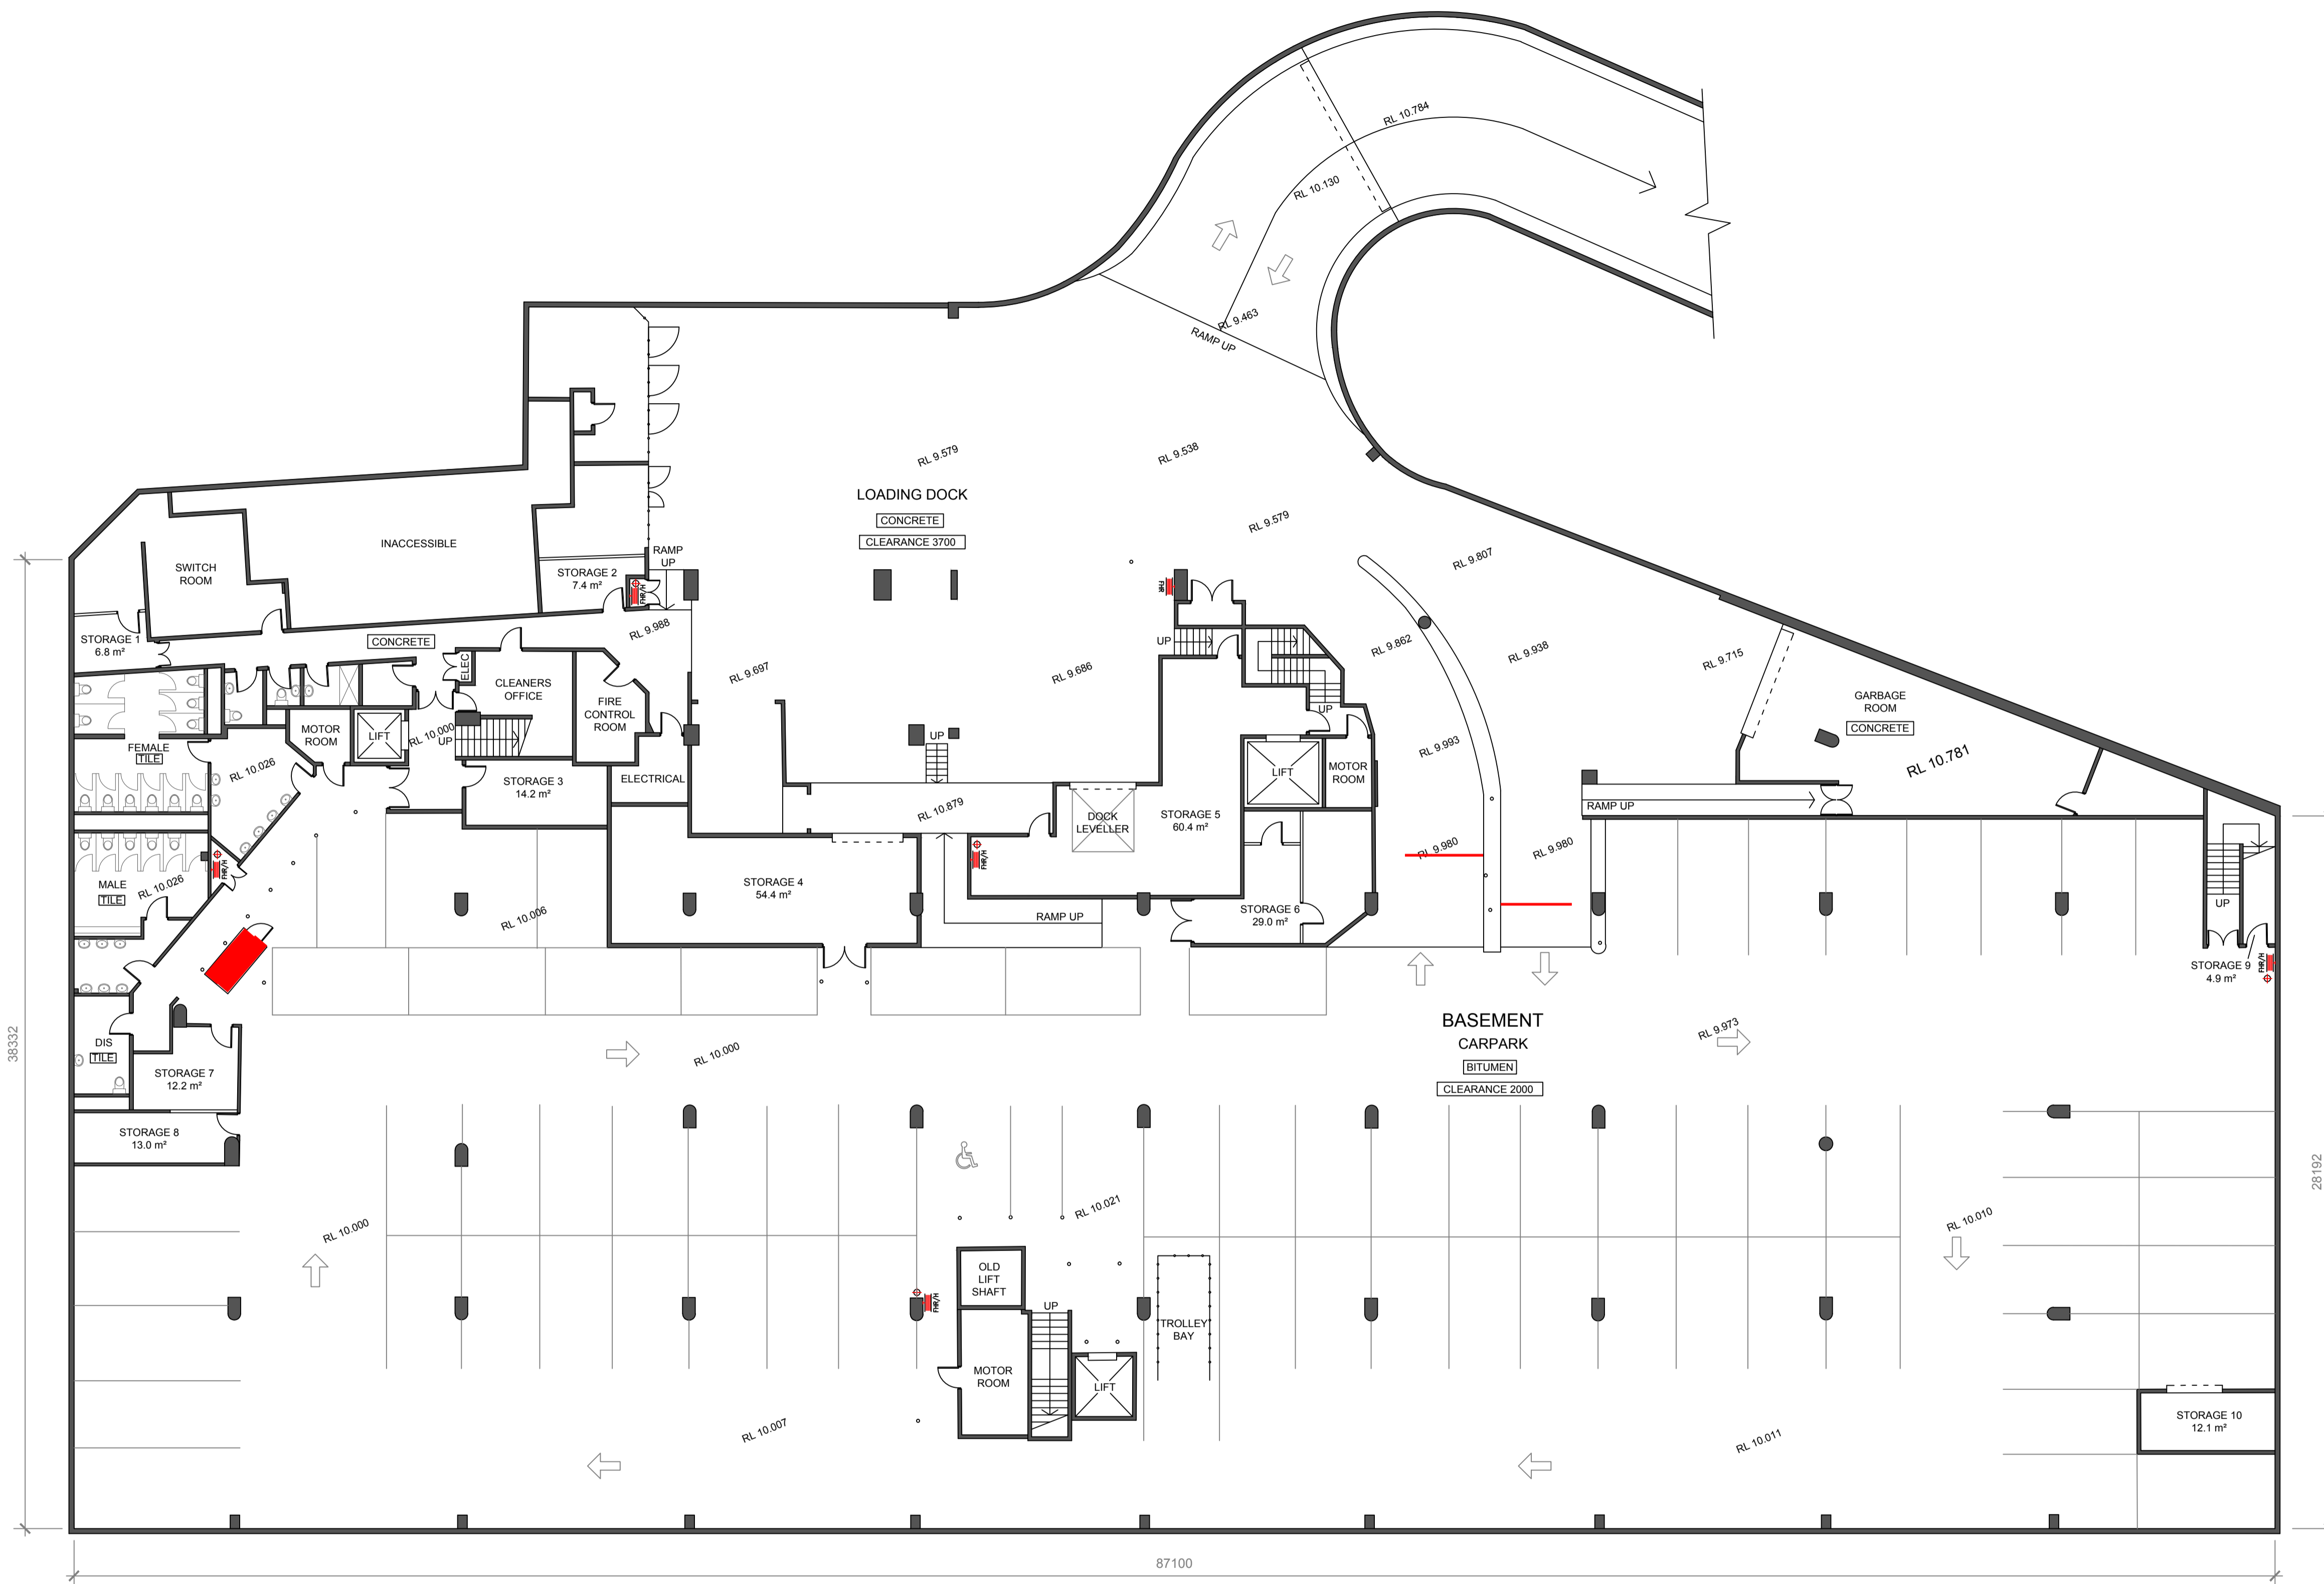 RL 10.784
RL 10.130
RL 9.463
RAMP UP
RL 9.579
RL 9.538
LOADING DOCK
CONCRETE
CLEARANCE 3700
RL 9.579
RL 9.807
INACCESSIBLE
SWITCH
ROOM
RAMP
UP
STORAGE 2
7.4 m²
FHR/H
FHR
RL 9.988
CONCRETE
STORAGE 1
6.8 m²
ELEC
CLEANERS
OFFICE
FIRE
CONTROL
ROOM
RL 9.697
RL 9.686
UP
UP
RL 9.862
RL 9.938
RL 9.715
GARBAGE
ROOM
CONCRETE
RL 10.781
FEMALE
TILE
MOTOR
ROOM
LIFT
RL 10.000
UP
UP
RL 9.993
RL 10.026
STORAGE 3
14.2 m²
ELECTRICAL
LIFT
MOTOR
ROOM
RL 10.879
DOCK
LEVELLER
STORAGE 5
60.4 m²
RAMP UP
RL 9.980
RL 9.980
FHR/H
FHR/H
MALE
TILE
RL 10.026
STORAGE 4
54.4 m²
RL 10.006
RAMP UP
STORAGE 6
29.0 m²
UP
STORAGE 9
4.9 m²
FHR/H
BASEMENT
CARPARK
BITUMEN
CLEARANCE 2000
RL 9.973
RL 10.000
38332
DIS
TILE
STORAGE 7
12.2 m²
STORAGE 8
13.0 m²
28192
RL 10.000
RL 10.021
RL 10.010
OLD
LIFT
SHAFT
UP
FHR/H
TROLLEY
BAY
MOTOR
ROOM
LIFT
STORAGE 10
12.1 m²
RL 10.007
RL 10.011
87100